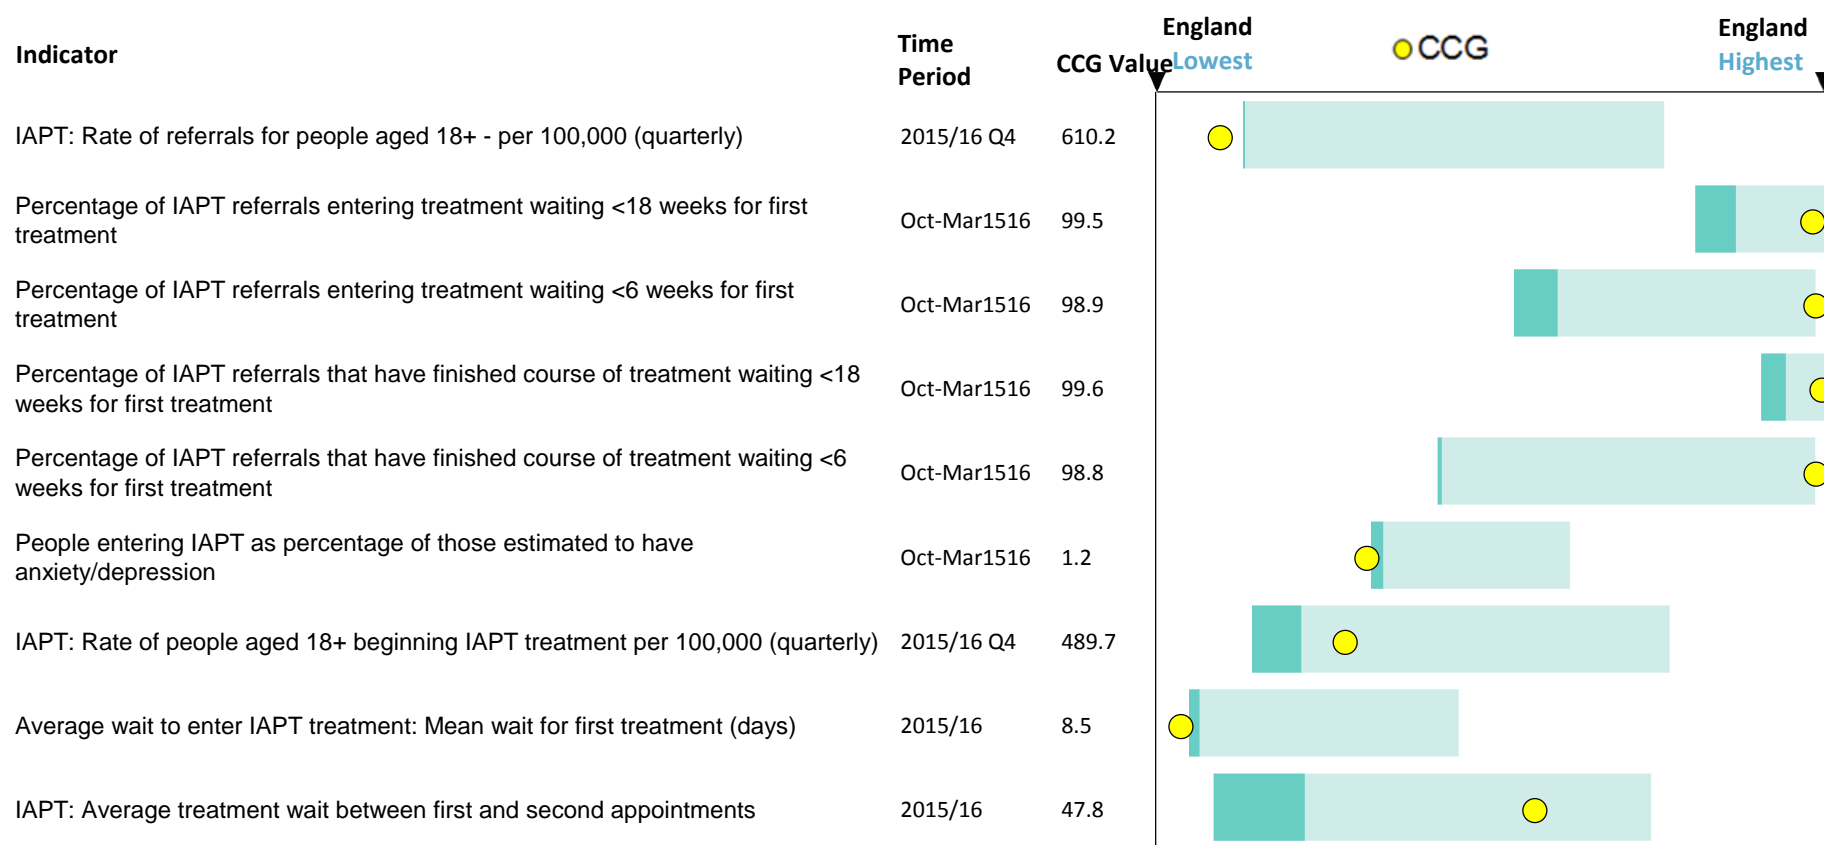 Indicator
Time
Period
CCG Value
England
Lowest
CCG
England
Highest
IAPT: Rate of referrals for people aged 18+ - per 100,000 (quarterly) 2015/16 Q4 610.2
Percentage of IAPT referrals entering treatment waiting <18 weeks for first
treatment
Oct-Mar1516 99.5
Percentage of IAPT referrals entering treatment waiting <6 weeks for first
treatment
Oct-Mar1516 98.9
Percentage of IAPT referrals that have finished course of treatment waiting <18
weeks for first treatment
Oct-Mar1516 99.6
Percentage of IAPT referrals that have finished course of treatment waiting <6
weeks for first treatment
Oct-Mar1516 98.8
People entering IAPT as percentage of those estimated to have
anxiety/depression
Oct-Mar1516 1.2
IAPT: Rate of people aged 18+ beginning IAPT treatment per 100,000 (quarterly) 2015/16 Q4 489.7
Average wait to enter IAPT treatment: Mean wait for first treatment (days) 2015/16 8.5
IAPT: Average treatment wait between first and second appointments 2015/16 47.8